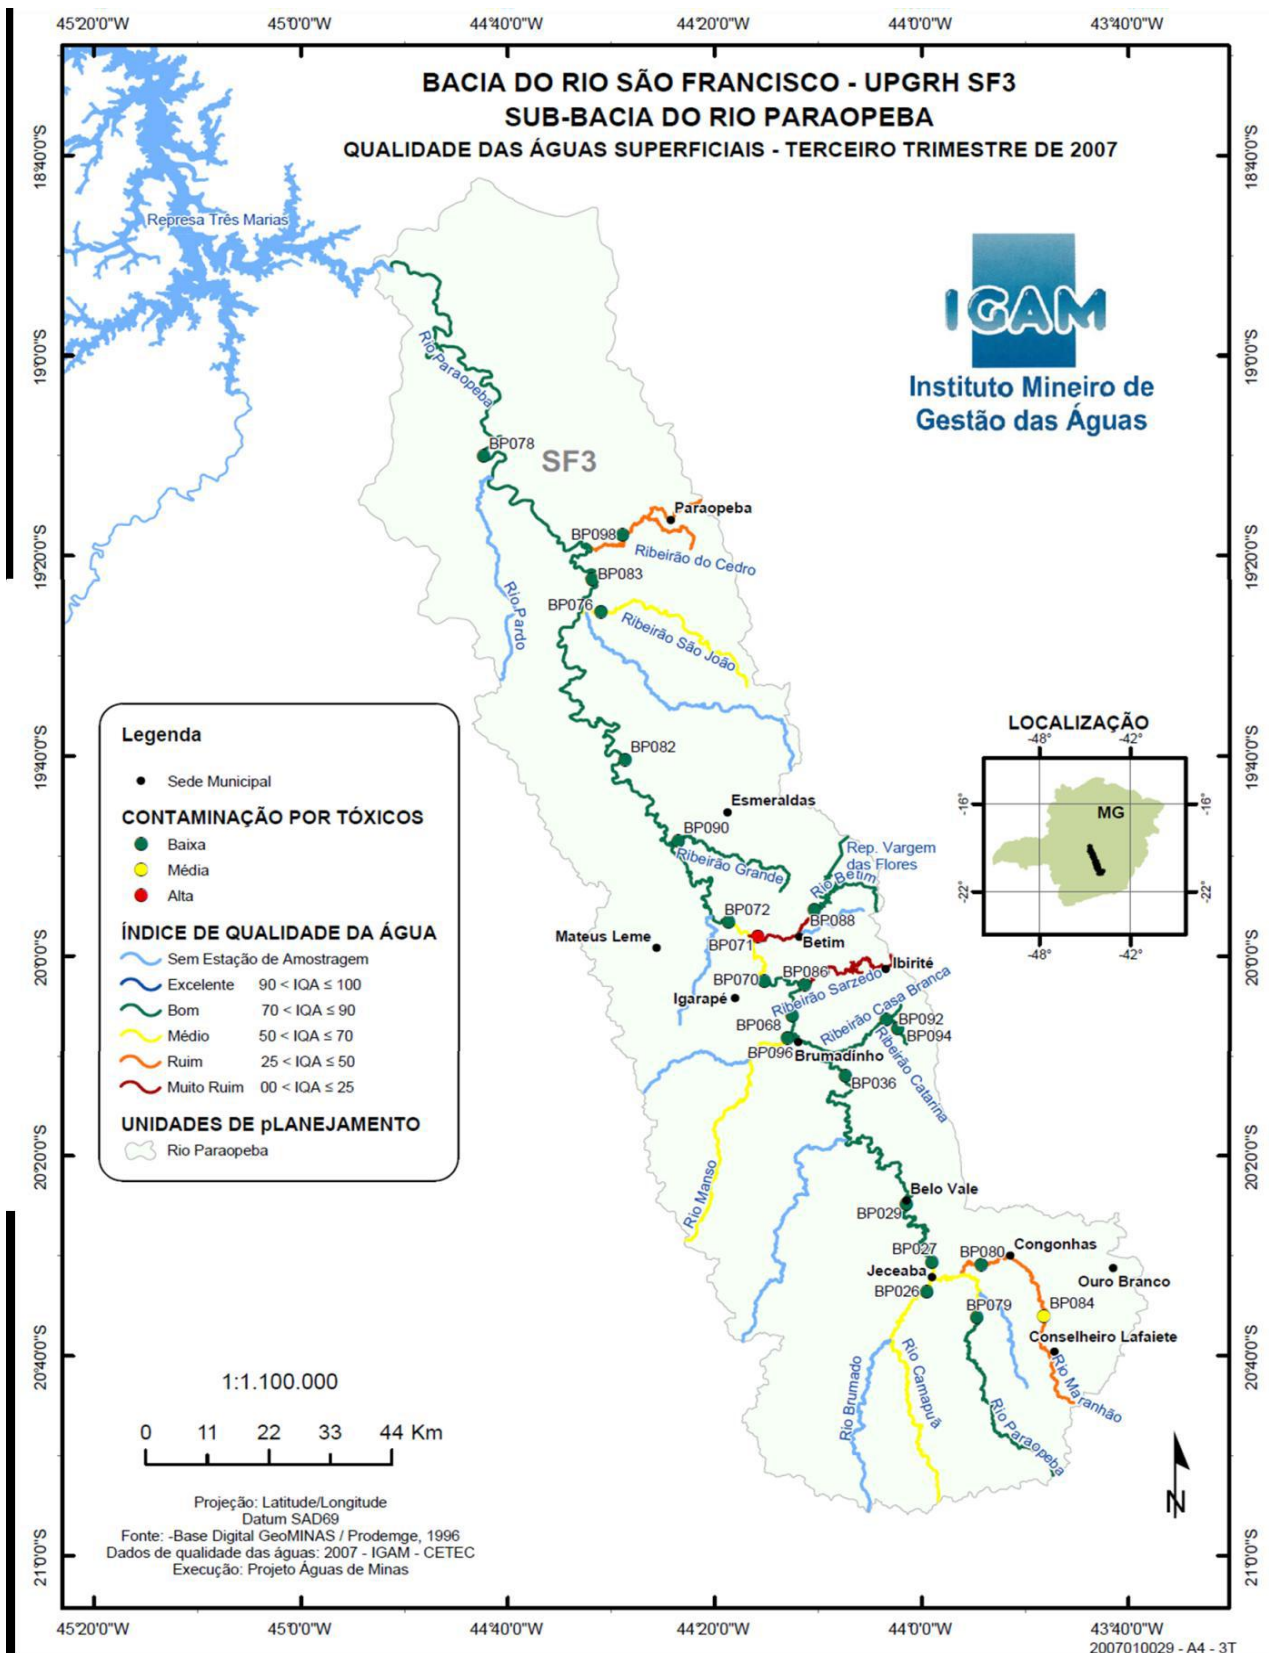 45°20'0"W 45°0'0"W 44°40'0"W 44°20'0"W 44°0'0"W 43°40'0"W
BACIA DO RIO SÃO FRANCISCO - UPGRH SF3
SUB-BACIA DO RIO PARAOPEBA
QUALIDADE DAS ÁGUAS SUPERFICIAIS - TERCEIRO TRIMESTRE DE 2007
18°40'0"S
18°40'0"S
Represa Três Marias
IGAM
Instituto Mineiro de
Gestão das Águas
19°0'0"S
19°0'0"S
Rio Paraopeba
BP078
SF3
Paraopeba
BP098
Ribeirão do Cedro
19°20'0"S
19°20'0"S
BP083
BP076
Rio Pardo
Ribeirão São João
Legenda
Sede Municipal
CONTAMINAÇÃO POR TÓXICOS
Baixa
Média
Alta
ÍNDICE DE QUALIDADE DA ÁGUA
Sem Estação de Amostragem
Excelente 90 < IQA ≤ 100
Bom 70 < IQA ≤ 90
Médio 50 < IQA ≤ 70
Ruim 25 < IQA ≤ 50
Muito Ruim 00 < IQA ≤ 25
UNIDADES DE pLANEJAMENTO
Rio Paraopeba
19°40'0"S
19°40'0"S
LOCALIZAÇÃO
-48° -42°
-16° -16°
MG
-22° -22°
-48° -42°
BP082
Esmeraldas
BP090
Ribeirão Grande
Rep. Vargem
das Flores
Rio Betim
BP072
BP088
Mateus Leme
BP071
Betim
20°0'0"S
20°0'0"S
Ibirité
BP070
BP086
Ribeirão Sarzedo
Igarapé
Ribeirão Casa Branca
BP068
BP092
BP094
BP096
Brumadinho
Ribeirão Catarina
BP036
20°20'0"S
20°20'0"S
Rio Manso
Belo Vale
BP029
BP027
BP080
Congonhas
Jeceaba
Ouro Branco
BP026
BP079
BP084
Conselheiro Lafaiete
20°40'0"S
20°40'0"S
Rio Brumado
Rio Camapuã
Rio Maranhão
Rio Paraopeba
1:1.100.000
0 11 22 33 44 Km
N
Projeção: Latitude/Longitude
Datum SAD69
Fonte: -Base Digital GeoMINAS / Prodemge, 1996
Dados de qualidade das águas: 2007 - IGAM - CETEC
Execução: Projeto Águas de Minas
21°0'0"S
21°0'0"S
45°20'0"W 45°0'0"W 44°40'0"W 44°20'0"W 44°0'0"W 43°40'0"W
2007010029 - A4 - 3T